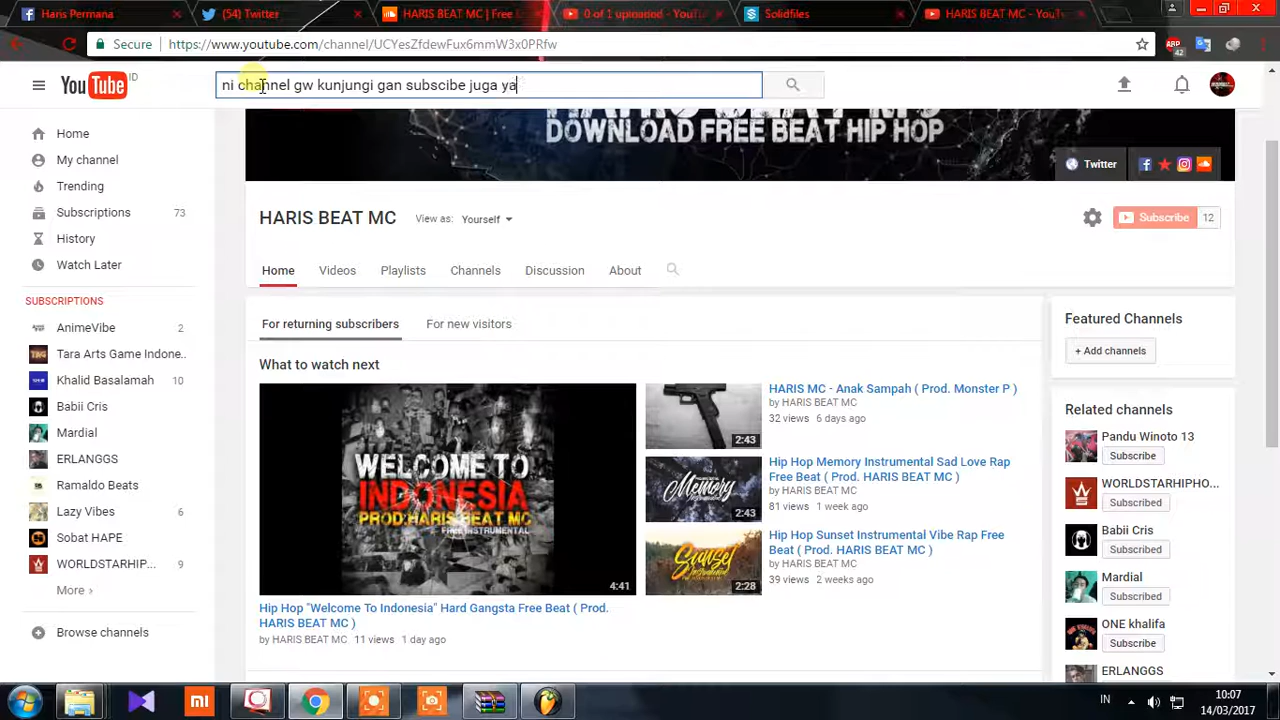 Haris Permana
(54) Twitter
HARIS BEAT MC | Free
0 of 1 uploaded - YouTu
Solidfiles
HARIS BEAT MC - YouT
Secure
https://www.youtube.com/channel/UCYesZfdewFux6mmW3x0PRfw
42
YouTube ID
ni channel gw kunjungi gan subscibe juga ya
Home
My channel
Trending
Subscriptions 73
History
Watch Later
SUBSCRIPTIONS
AnimeVibe 2
Tara Arts Game Indone..
Khalid Basalamah 10
Babii Cris
Mardial
ERLANGGS
Ramaldo Beats
Lazy Vibes 6
Sobat HAPE
WORLDSTARHIP... 9
More ›
Browse channels
DOWNLOAD FREE BEAT HIP HOP
Twitter
HARIS BEAT MC
View as: Yourself
Subscribe 12
Home
Videos
Playlists
Channels
Discussion
About
For returning subscribers
For new visitors
What to watch next
WELCOME TO
INDONESIA
PROD:HARIS BEAT MC
FREE INSTRUMENTAL
4:41
Hip Hop "Welcome To Indonesia" Hard Gangsta Free Beat ( Prod.
HARIS BEAT MC )
by HARIS BEAT MC 11 views 1 day ago
2:43
HARIS MC - Anak Sampah ( Prod. Monster P )
by HARIS BEAT MC
32 views 6 days ago
Memory
2:43
Hip Hop Memory Instrumental Sad Love Rap
Free Beat ( Prod. HARIS BEAT MC )
by HARIS BEAT MC
81 views 1 week ago
Sunset
2:28
Hip Hop Sunset Instrumental Vibe Rap Free
Beat ( Prod. HARIS BEAT MC )
by HARIS BEAT MC
39 views 2 weeks ago
Featured Channels
+ Add channels
Related channels
Pandu Winoto 13
Subscribe
WORLDSTARHIPHO...
Subscribed
Babii Cris
Subscribed
Mardial
Subscribed
ONE khalifa
Subscribe
ERLANGGS
IN
10:07
14/03/2017